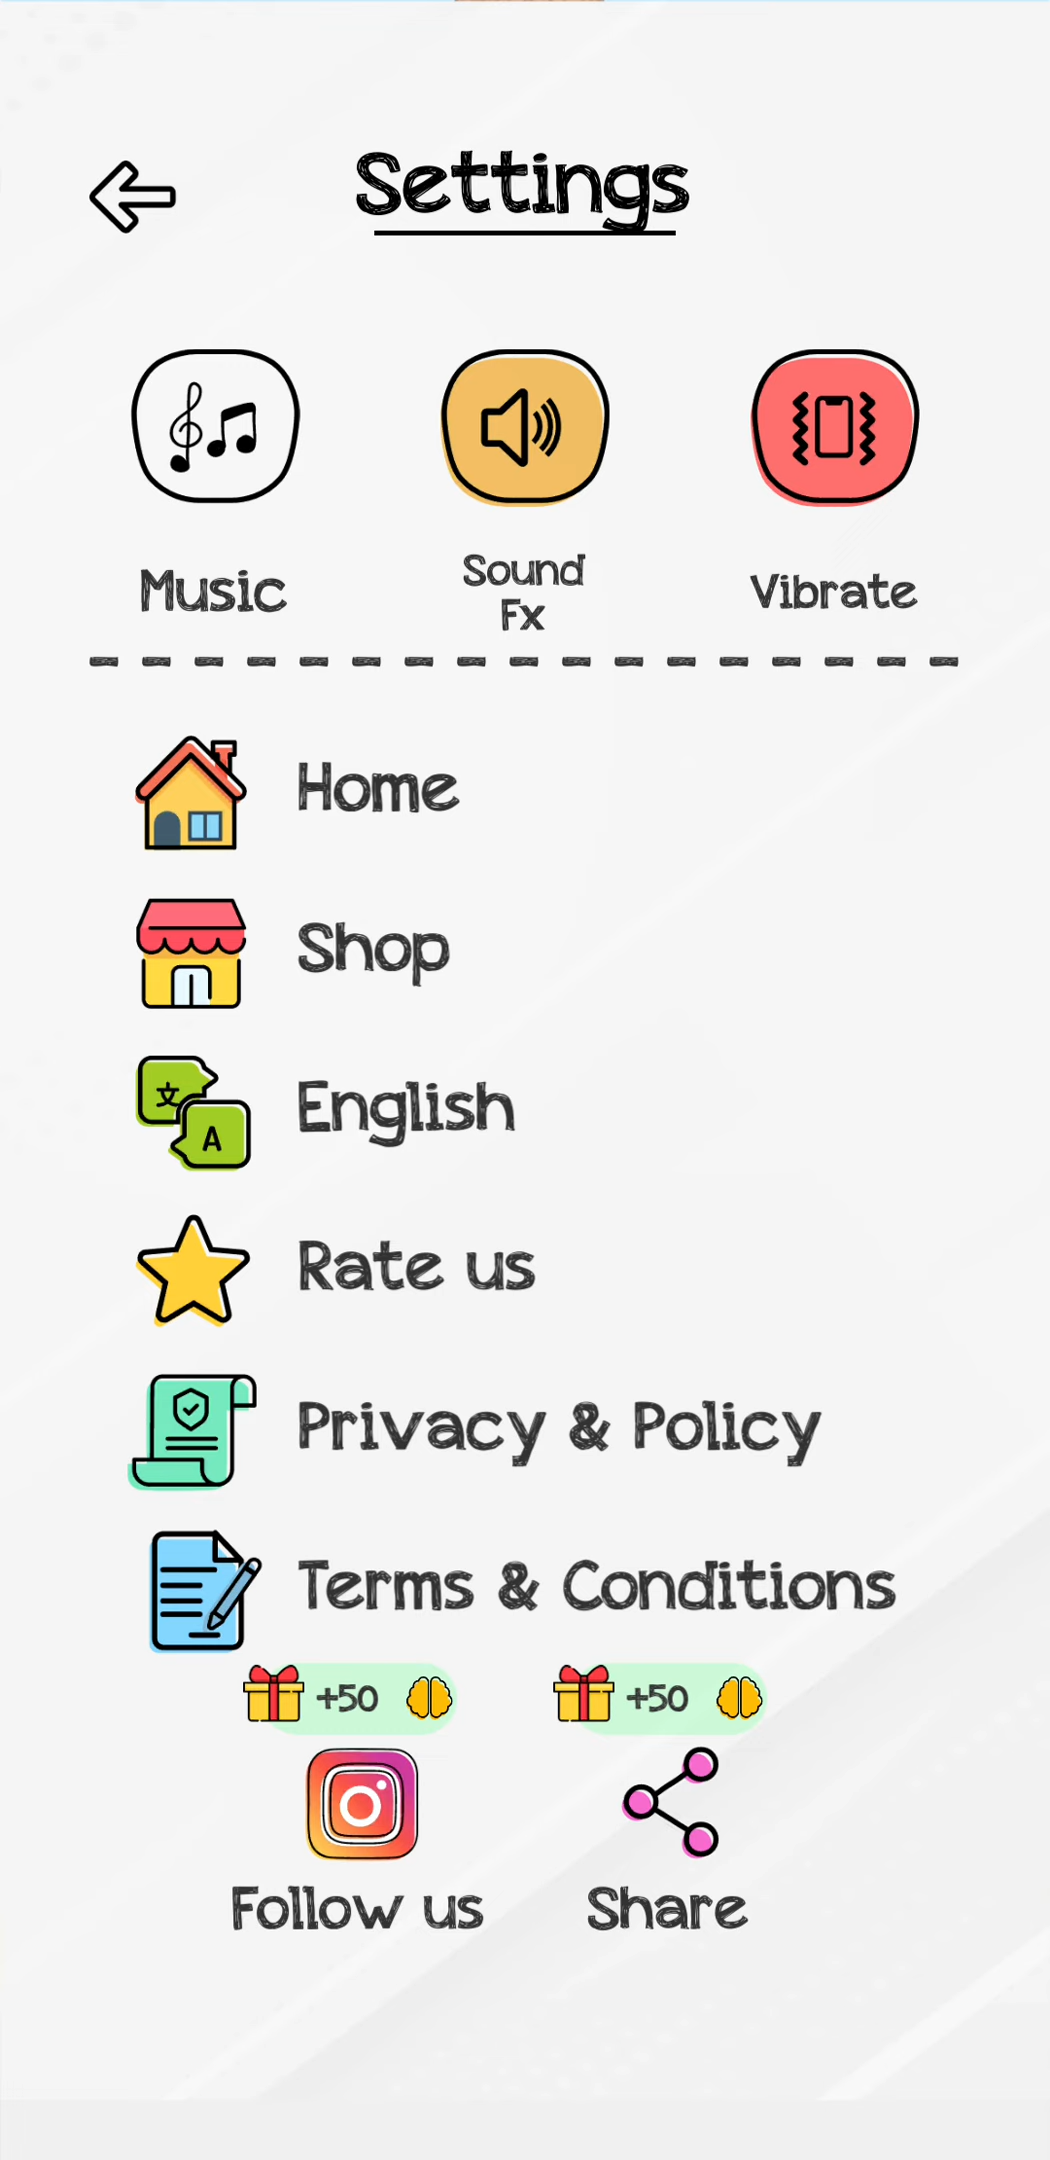 Settings
Music
Sound
Fx
Vibrate
Home
Shop
文
A
English
Rate us
Privacy & Policy
Terms & Conditions
+50
+50
Follow us
Share